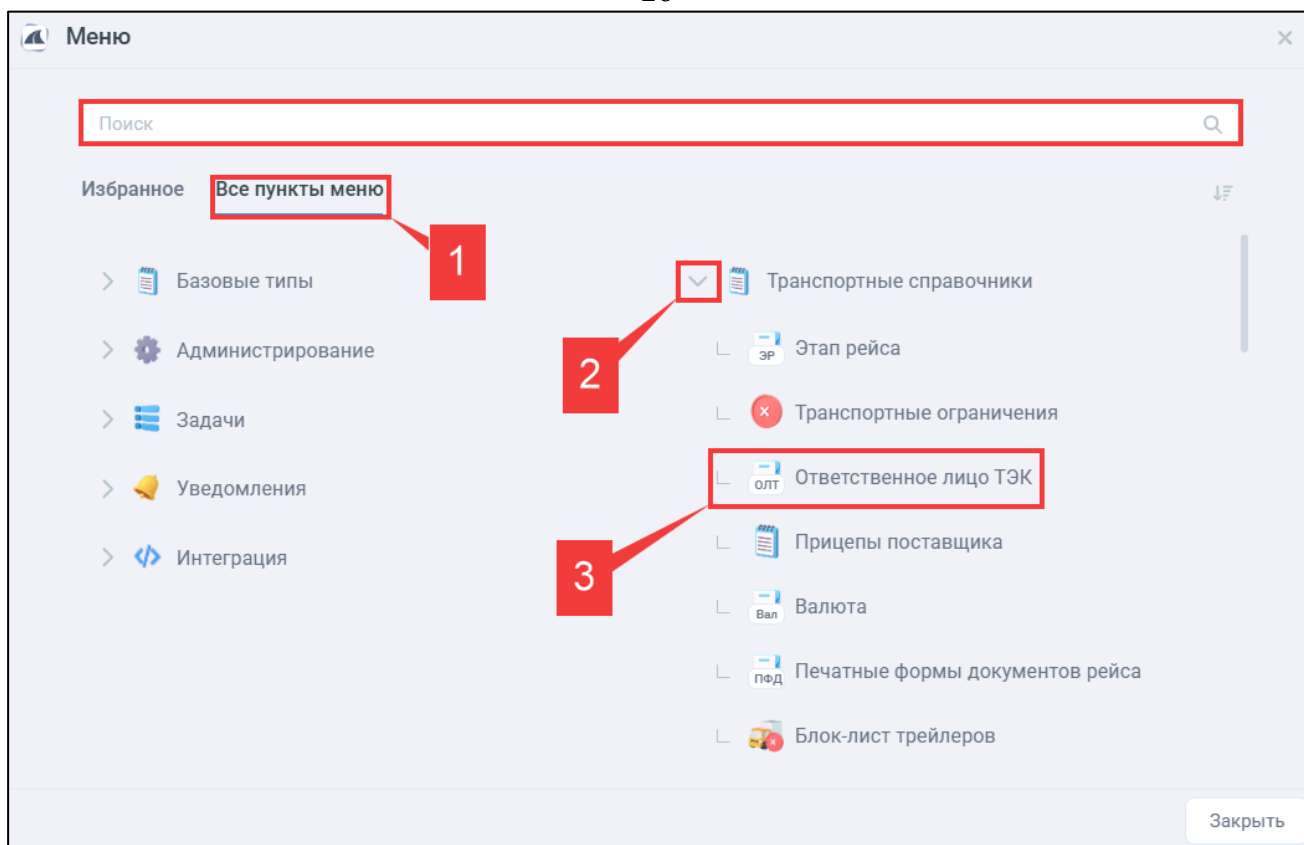 Меню
Поиск
Избранное Все пункты меню
1
Базовые типы
Администрирование
Задачи
Уведомления
Интеграция
2
Транспортные справочники
ЭР Этап рейса
Транспортные ограничения
ОЛТ Ответственное лицо ТЭК
3
Прицепы поставщика
Вал Валюта
ПФД Печатные формы документов рейса
Блок-лист трейлеров
Закрыть